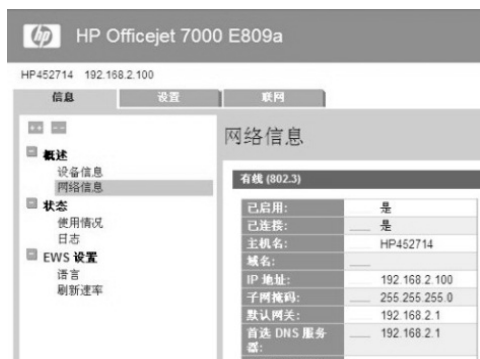 hp HP Officejet 7000 E809a
HP452714 192.168.2.100
信息 设置 联网
概述
设备信息
网络信息
状态
使用情况
日志
EWS 设置
语言
刷新速率
网络信息
有线 (802.3)
已启用: 是
已连接: 是
主机名: HP452714
域名:
IP 地址: 192.168.2.100
子网掩码: 255.255.255.0
默认网关: 192.168.2.1
首选 DNS 服务器: 192.168.2.1